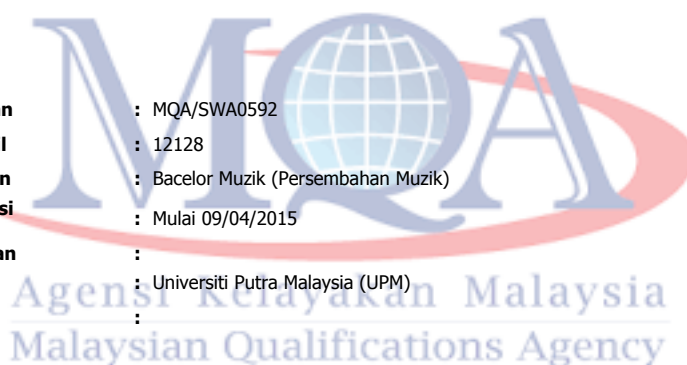 MQA
an : MQA/SWA0592
l : 12128
n : Bacelor Muzik (Persembahan Muzik)
si : Mulai 09/04/2015
an :
: Universiti Putra Malaysia (UPM)
:
Agensi Kelayakan Malaysia
Malaysian Qualifications Agency